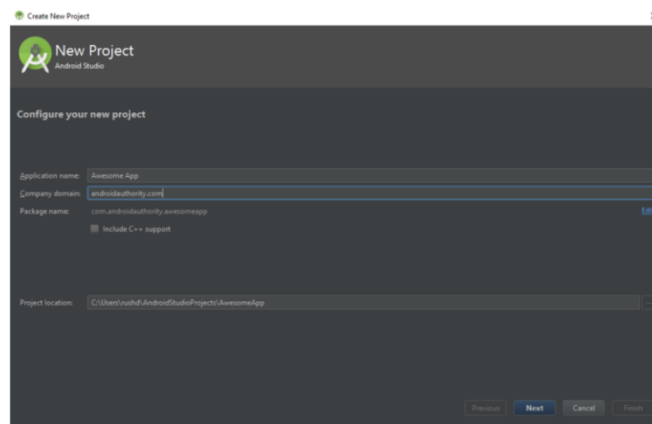 Create New Project
New Project
Android Studio
Configure your new project
Application name: Awesome App
Company domain: androidauthority.com
Package name: com.androidauthority.awesomeapp
Include C++ support
Project location: C:\Users\rushd\AndroidStudioProjects\AwesomeApp
Previous Next Cancel Finish